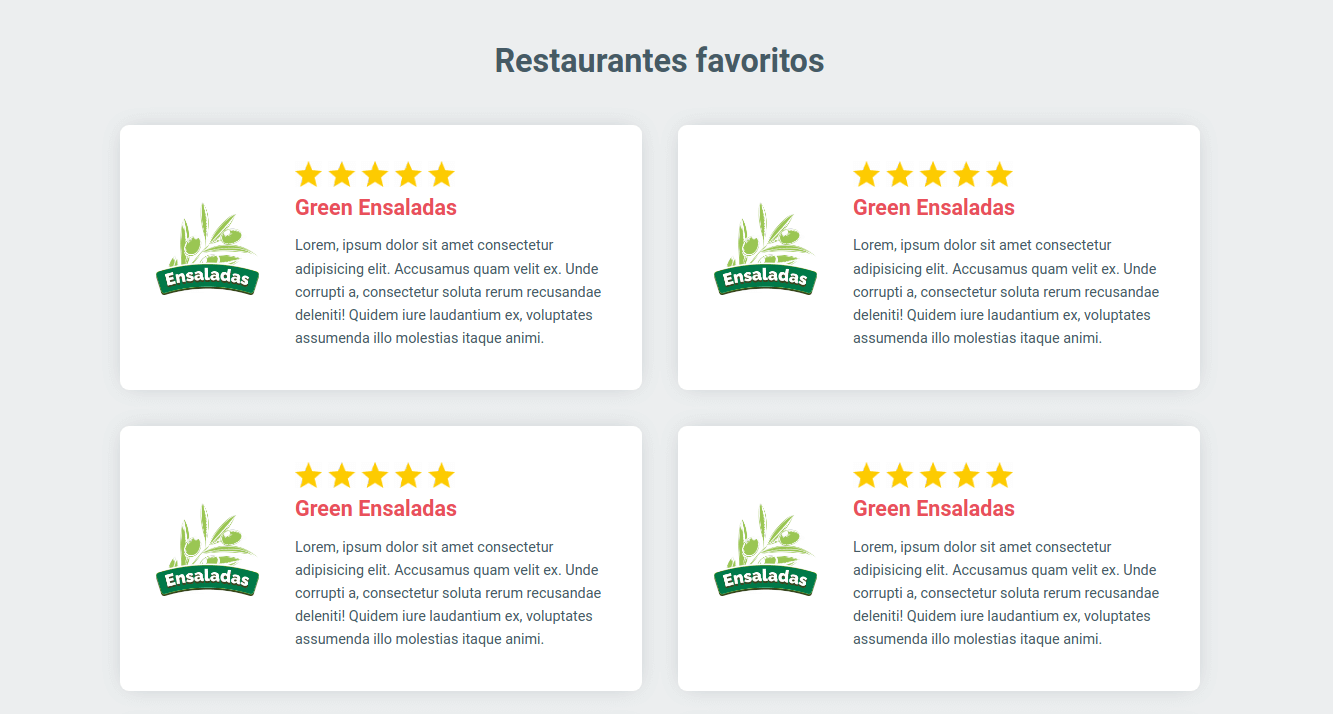 Restaurantes favoritos
Ensaladas
Green Ensaladas
Lorem, ipsum dolor sit amet consectetur
adipisicing elit. Accusamus quam velit ex. Unde
corrupti a, consectetur soluta rerum recusandae
deleniti! Quidem iure laudantium ex, voluptates
assumenda illo molestias itaque animi.
Ensaladas
Green Ensaladas
Lorem, ipsum dolor sit amet consectetur
adipisicing elit. Accusamus quam velit ex. Unde
corrupti a, consectetur soluta rerum recusandae
deleniti! Quidem iure laudantium ex, voluptates
assumenda illo molestias itaque animi.
Ensaladas
Green Ensaladas
Lorem, ipsum dolor sit amet consectetur
adipisicing elit. Accusamus quam velit ex. Unde
corrupti a, consectetur soluta rerum recusandae
deleniti! Quidem iure laudantium ex, voluptates
assumenda illo molestias itaque animi.
Ensaladas
Green Ensaladas
Lorem, ipsum dolor sit amet consectetur
adipisicing elit. Accusamus quam velit ex. Unde
corrupti a, consectetur soluta rerum recusandae
deleniti! Quidem iure laudantium ex, voluptates
assumenda illo molestias itaque animi.